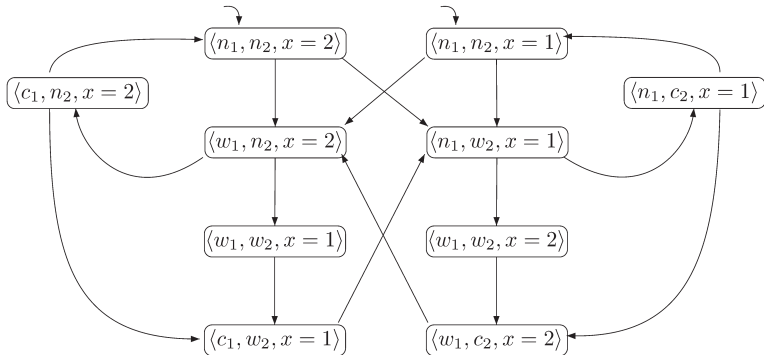 ⟨n₁, n₂, x = 2⟩
⟨n₁, n₂, x = 1⟩
⟨c₁, n₂, x = 2⟩
⟨n₁, c₂, x = 1⟩
⟨w₁, n₂, x = 2⟩
⟨n₁, w₂, x = 1⟩
⟨w₁, w₂, x = 1⟩
⟨w₁, w₂, x = 2⟩
⟨c₁, w₂, x = 1⟩
⟨w₁, c₂, x = 2⟩